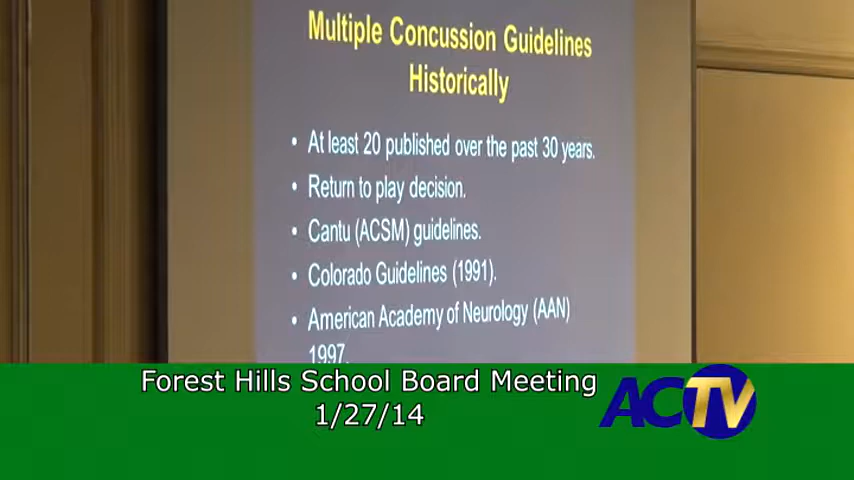 Multiple Concussion Guidelines
Historically
• At least 20 published over the past 30 years.
• Return to play decision.
• Cantu (ACSM) guidelines.
• Colorado Guidelines (1991).
• American Academy of Neurology (AAN)
1997.
Forest Hills School Board Meeting
1/27/14
ACTV